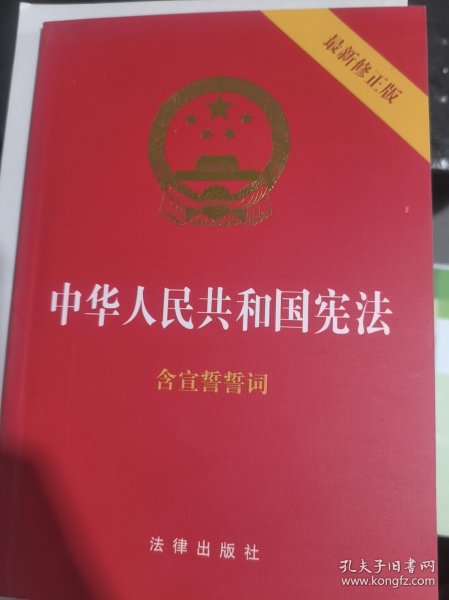 最新修正版
中华人民共和国宪法
含宣誓誓词
法律出版社
孔夫子旧书网
www.kongfz.com